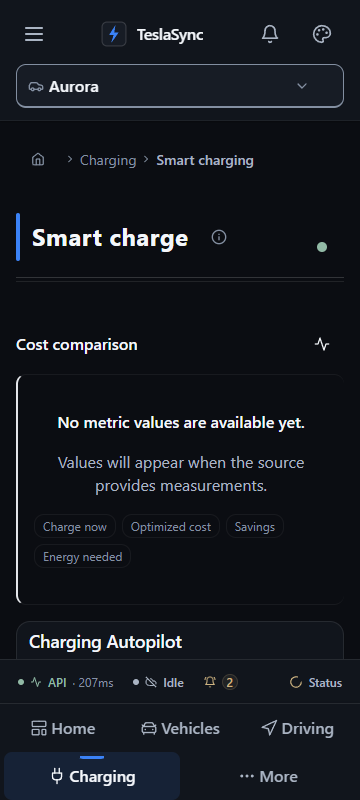 TeslaSync
Aurora
Charging
Smart charging
Smart charge
Cost comparison
No metric values are available yet.
Values will appear when the source
provides measurements.
Charge now
Optimized cost
Savings
Energy needed
Charging Autopilot
API · 207ms
Idle
2
Status
Home
Vehicles
Driving
Charging
More